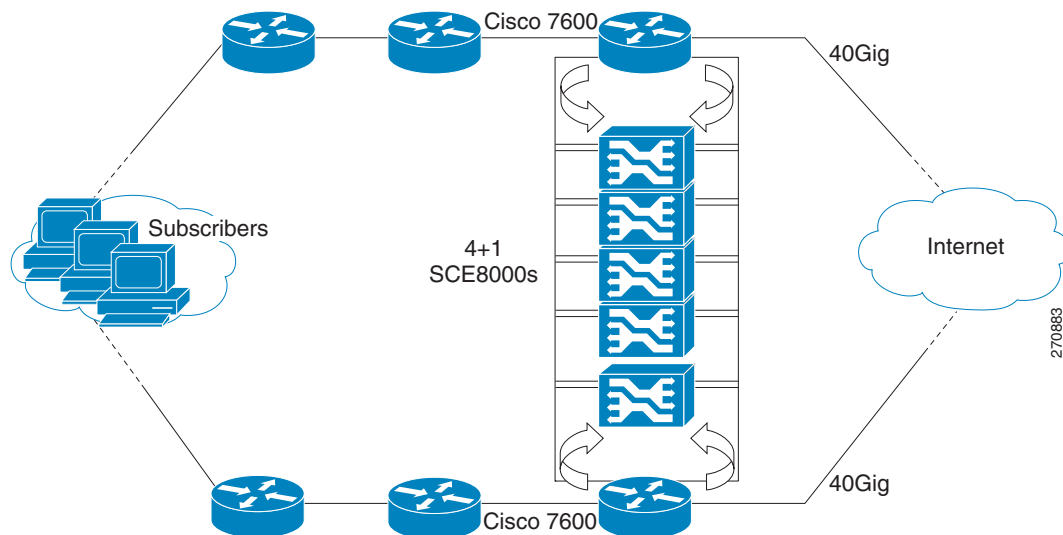 Cisco 7600
40Gig
Subscribers
4+1
SCE8000s
Internet
270883
40Gig
Cisco 7600